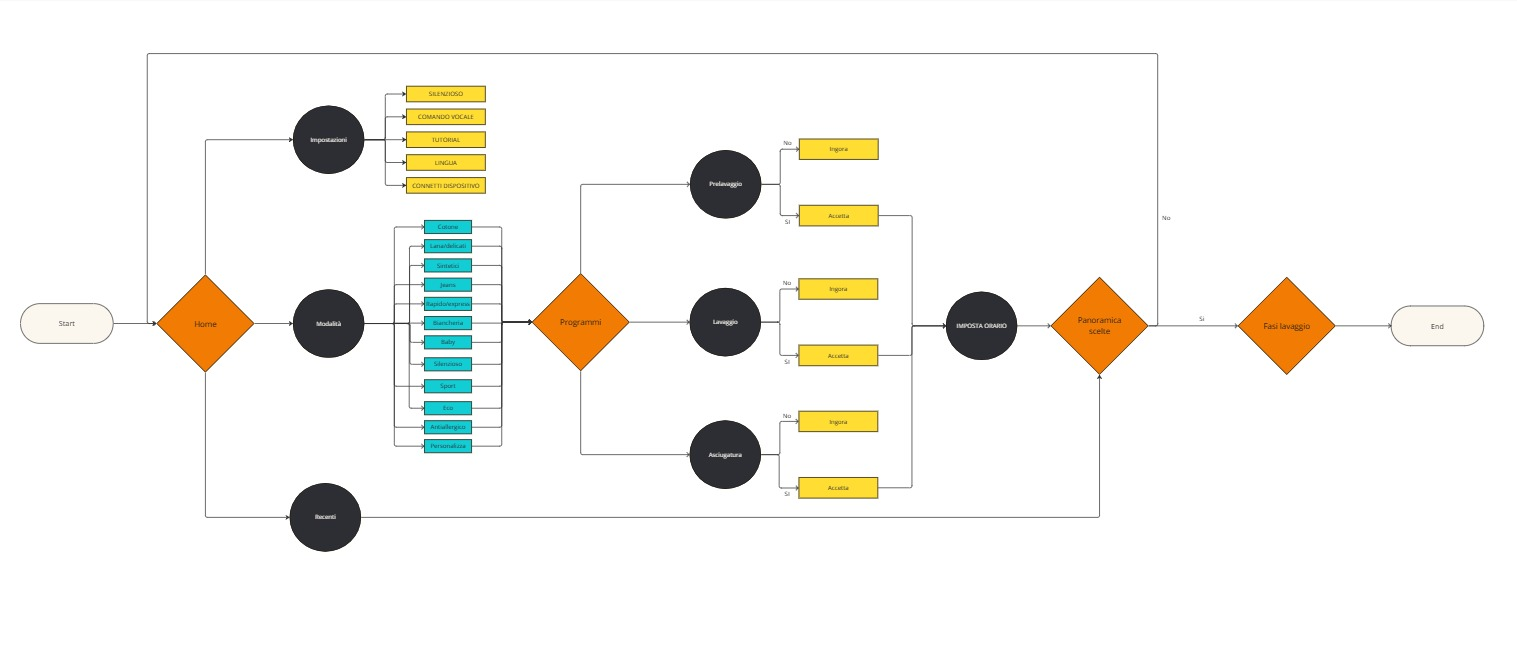 Start
Home
Impostazioni
SILENZIOSO
COMANDO VOCALE
TUTORIAL
LINGUA
CONNETTI DISPOSITIVO
Modalità
Cotone
Lana/delicati
Sintetici
Jeans
Rapido/express
Biancheria
Baby
Silenzioso
Sport
Eco
Antiallergico
Personalizza
Recenti
Programmi
Prelavaggio
No
Ingora
Si
Accetta
Lavaggio
No
Ingora
Si
Accetta
Asciugatura
No
Ingora
Si
Accetta
IMPOSTA ORARIO
Panoramica
scelte
No
Si
Fasi lavaggio
End